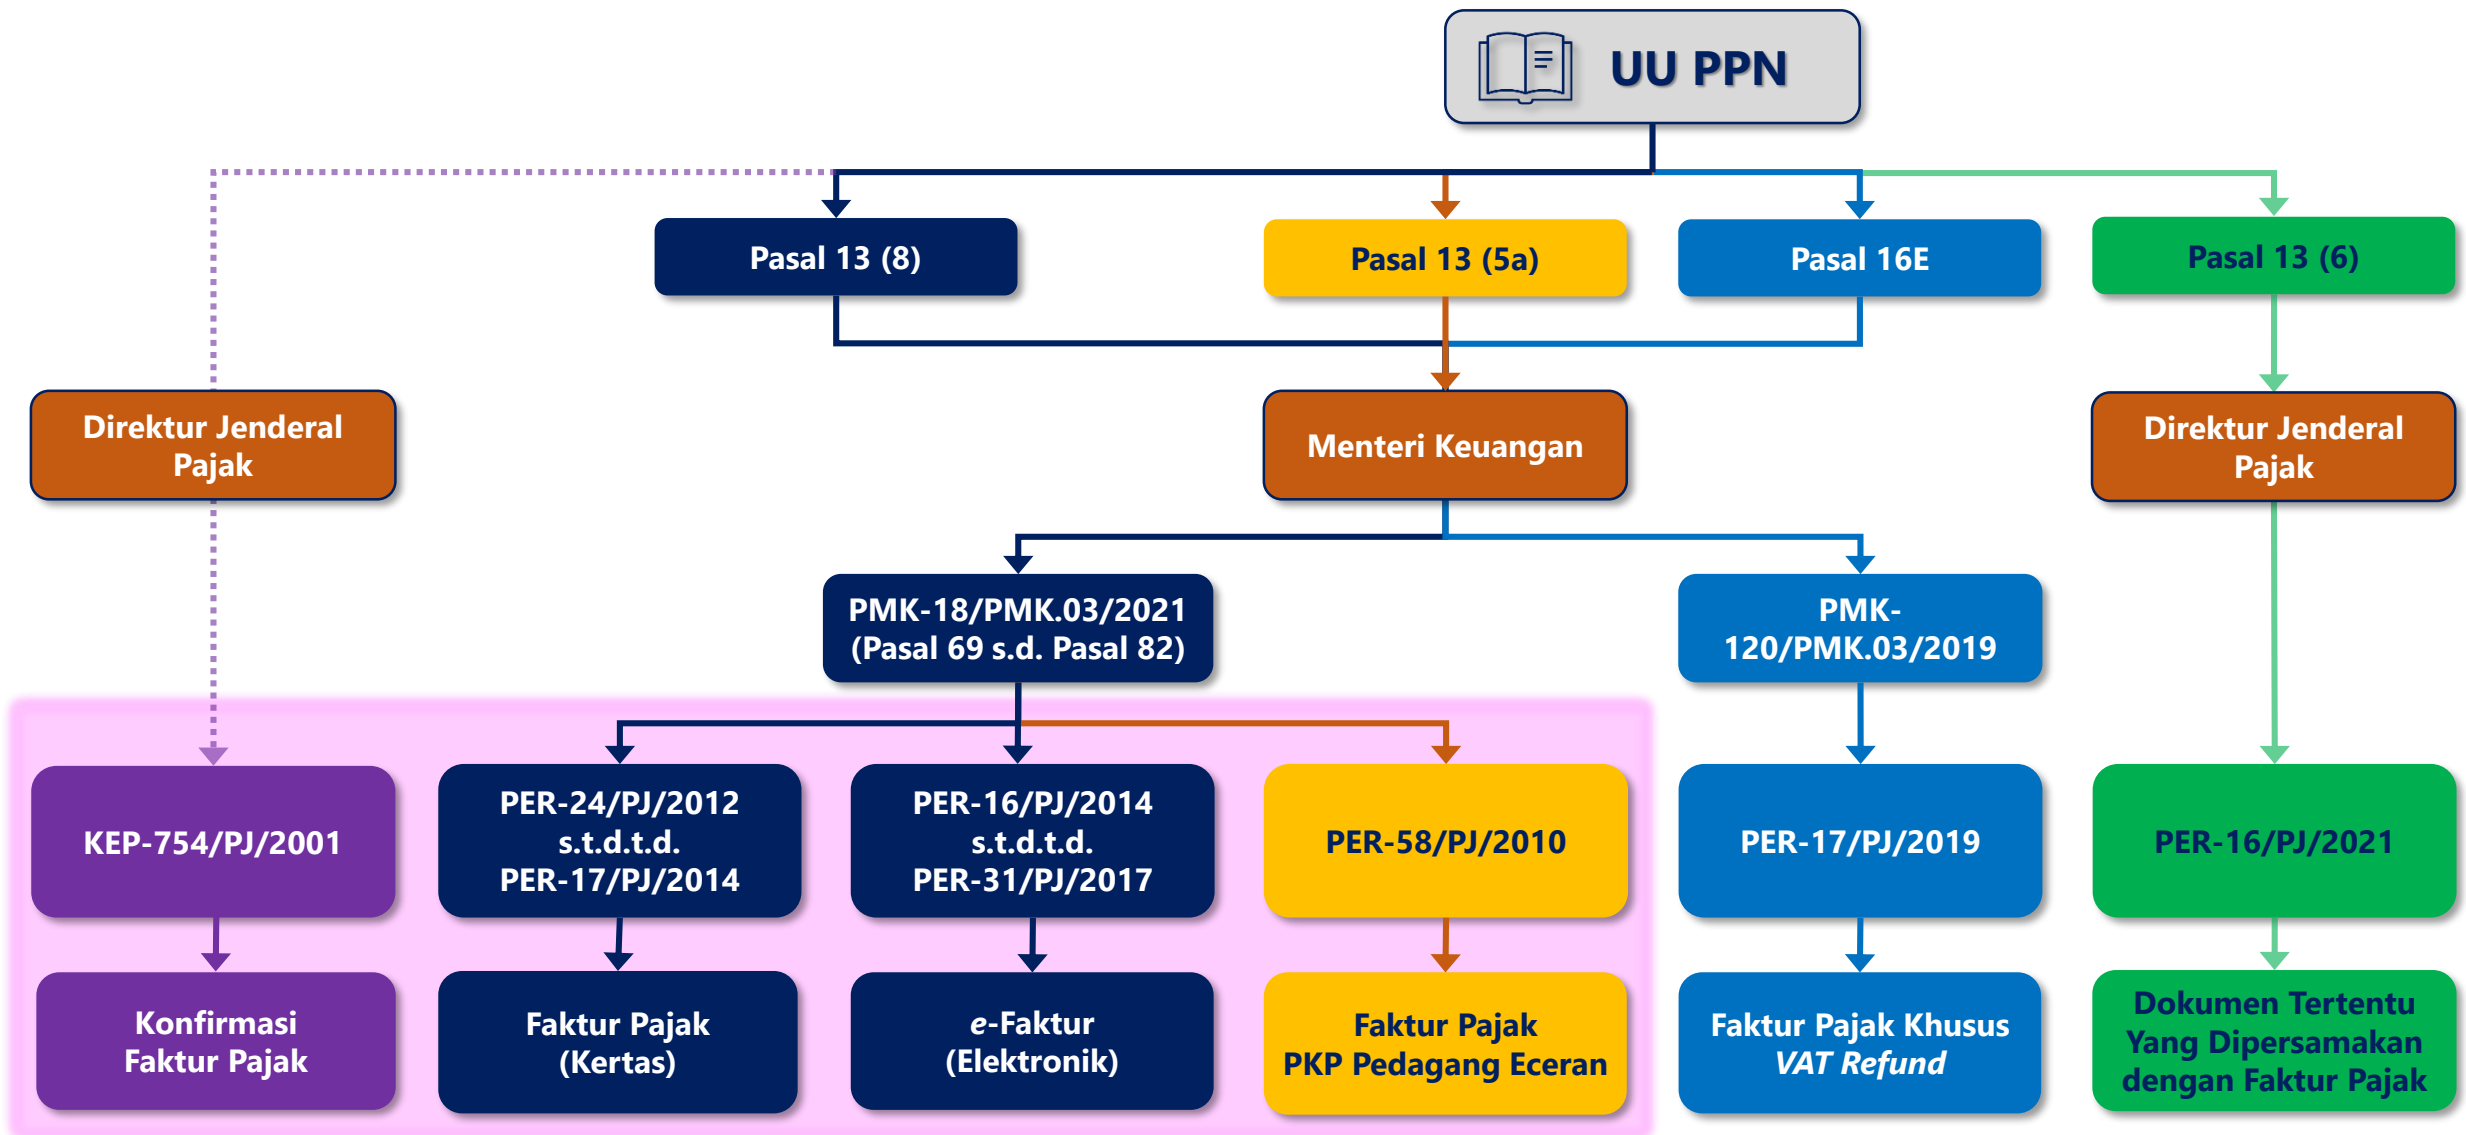 UU PPN
Pasal 13 (8)
Pasal 13 (5a)
Pasal 16E
Pasal 13 (6)
Direktur Jenderal
Pajak
Menteri Keuangan
Direktur Jenderal
Pajak
PMK-18/PMK.03/2021
(Pasal 69 s.d. Pasal 82)
PMK-
120/PMK.03/2019
KEP-754/PJ/2001
PER-24/PJ/2012
s.t.d.t.d.
PER-17/PJ/2014
PER-16/PJ/2014
s.t.d.t.d.
PER-31/PJ/2017
PER-58/PJ/2010
PER-17/PJ/2019
PER-16/PJ/2021
Konfirmasi
Faktur Pajak
Faktur Pajak
(Kertas)
e-Faktur
(Elektronik)
Faktur Pajak
PKP Pedagang Eceran
Faktur Pajak Khusus
VAT Refund
Dokumen Tertentu
Yang Dipersamakan
dengan Faktur Pajak